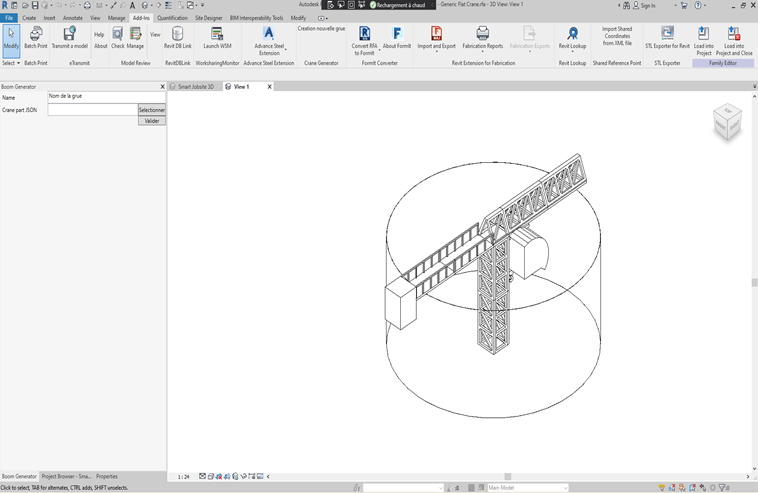 Autodesk
Rechargement à chaud
Generic Flat Crane.rfa - 3D View: View 1
Sign In
File Create Insert Annotate View Manage Add-Ins Quantification Site Designer BIM Interoperability Tools Modify
Modify
Batch Print
Transmit a model
Help
About
Check
Manage
View
Revit DB Link
Launch WSM
Advance Steel
Extension
Creation nouvelle grue
Convert RFA
to FormIt
About FormIt
Import and Export
Fabrication Reports
Fabrication Exports
Revit Lookup
Import Shared
Coordinates
from XML file
STL Exporter for Revit
Load into
Project
Load into
Project and Close
Select Batch Print eTransmit Model Review RevitDBLink WorksharingMonitor Advance Steel Extension Crane Generator FormIt Converter Revit Extension for Fabrication Revit Lookup Shared Reference Point STL Exporter Family Editor
Boom Generator
Smart Jobsite 3D
View 1
Name
Nom de la grue
Crane part JSON
Selectionner
Valider
Boom Generator Project Browser - Sma... Properties
1 : 24
Click to select, TAB for alternates, CTRL adds, SHIFT unselects.
Main Model